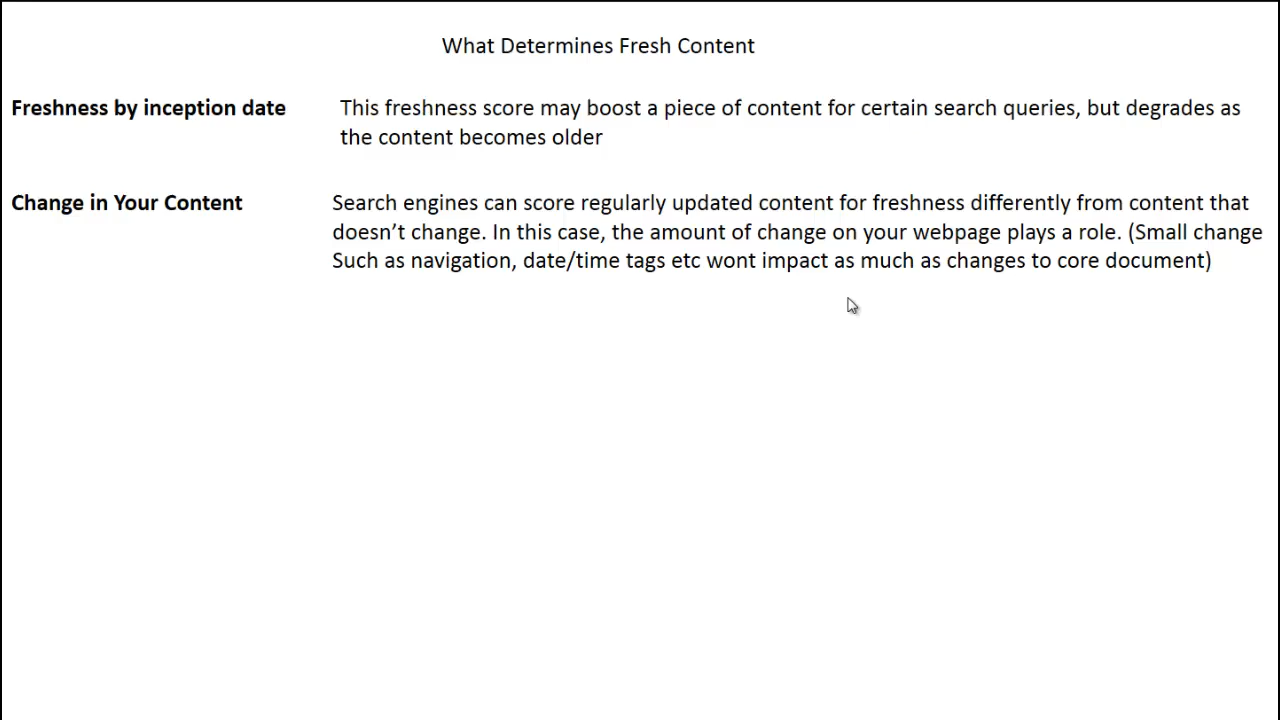 What Determines Fresh Content
Freshness by inception date This freshness score may boost a piece of content for certain search queries, but degrades as
the content becomes older
Change in Your Content Search engines can score regularly updated content for freshness differently from content that
doesn’t change. In this case, the amount of change on your webpage plays a role. (Small change
Such as navigation, date/time tags etc wont impact as much as changes to core document)